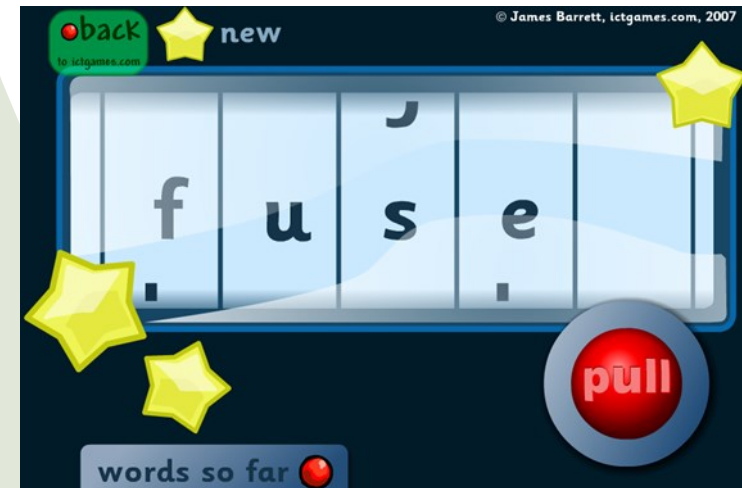 © James Barrett, ictgames.com, 2007
back
to ictgames.com
new
f u s e
pull
words so far